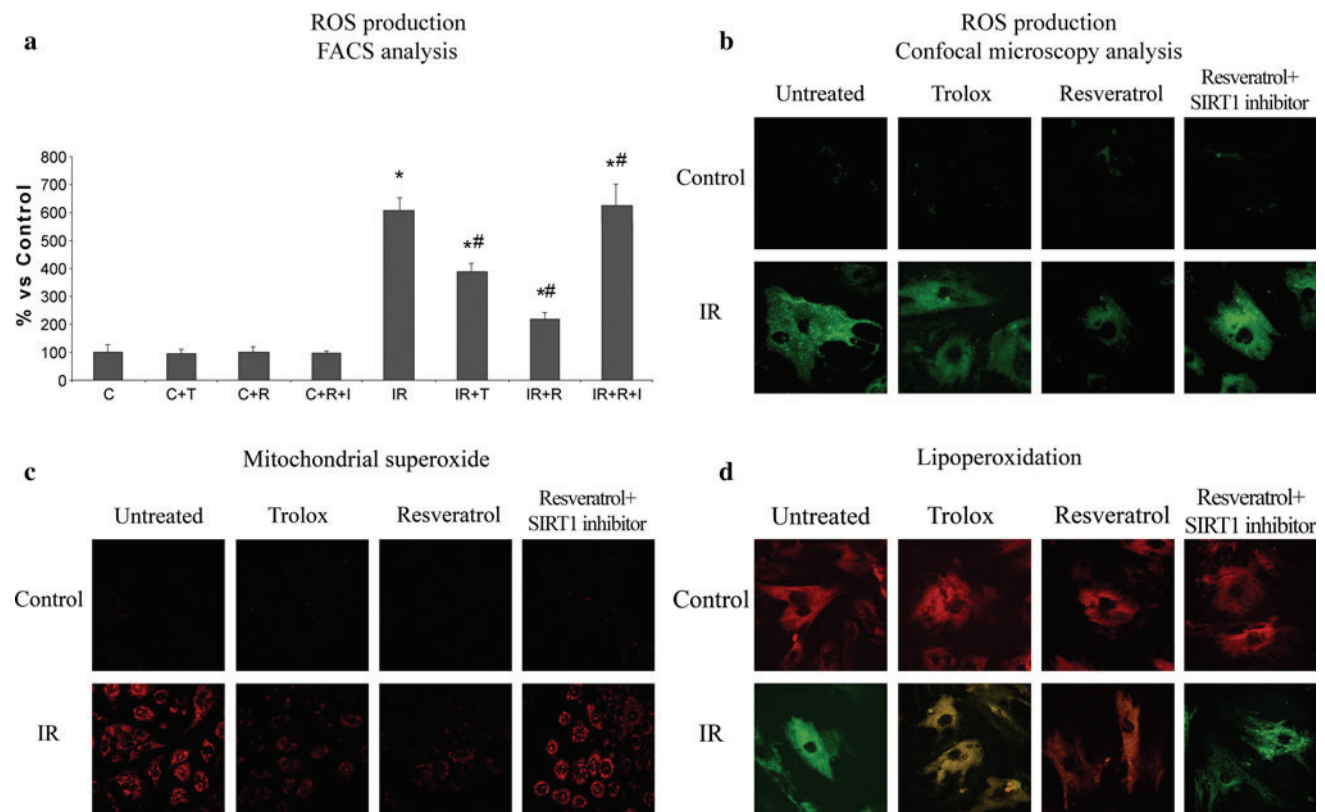 a
ROS production
FACS analysis
% vs Control
800
700
600
500
400
300
200
100
0
*
*#
*#
*#
C
C+T
C+R
C+R+I
IR
IR+T
IR+R
IR+R+I
b
ROS production
Confocal microscopy analysis
Untreated
Trolox
Resveratrol
Resveratrol+
SIRT1 inhibitor
Control
IR
c
Mitochondrial superoxide
Untreated
Trolox
Resveratrol
Resveratrol+
SIRT1 inhibitor
Control
IR
d
Lipoperoxidation
Untreated
Trolox
Resveratrol
Resveratrol+
SIRT1 inhibitor
Control
IR